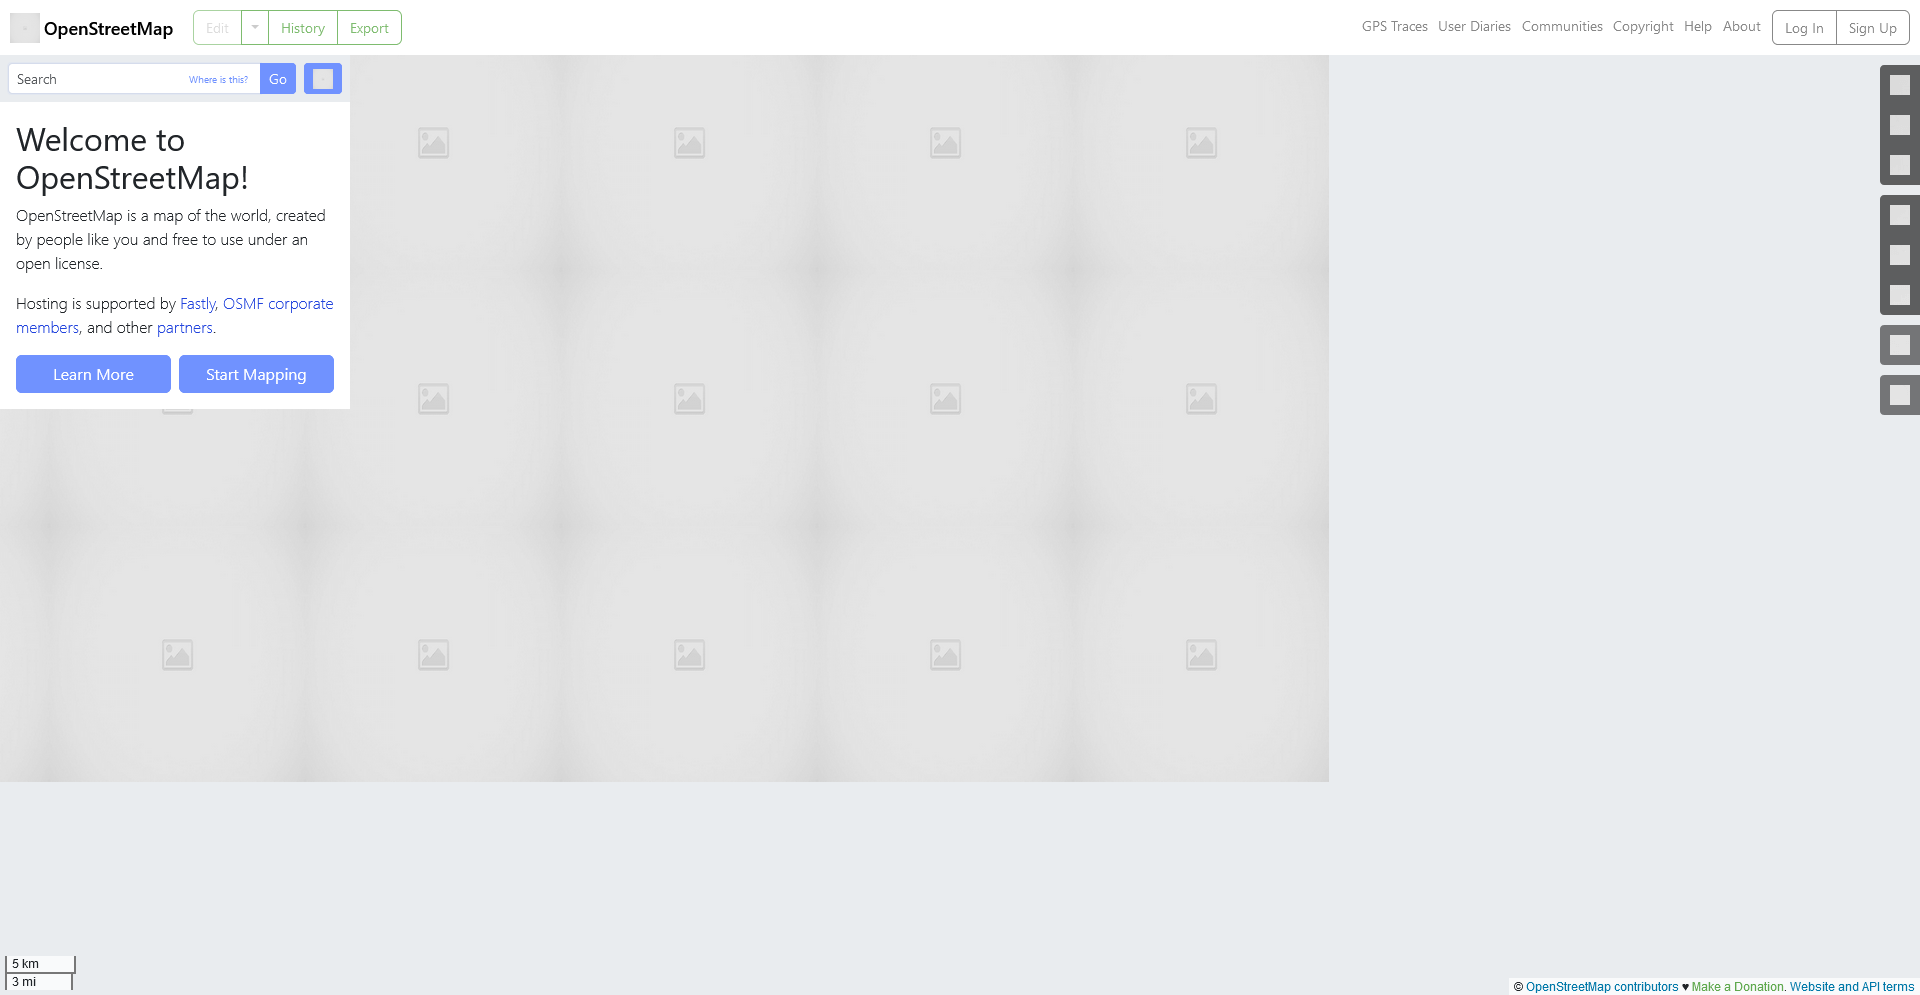 OpenStreetMap
Edit History Export
GPS Traces User Diaries Communities Copyright Help About Log In Sign Up
Search Where is this? Go
Welcome to
OpenStreetMap!
OpenStreetMap is a map of the world, created
by people like you and free to use under an
open license.
Hosting is supported by Fastly, OSMF corporate
members, and other partners.
Learn More Start Mapping
5 km
3 mi
© OpenStreetMap contributors ♥ Make a Donation. Website and API terms